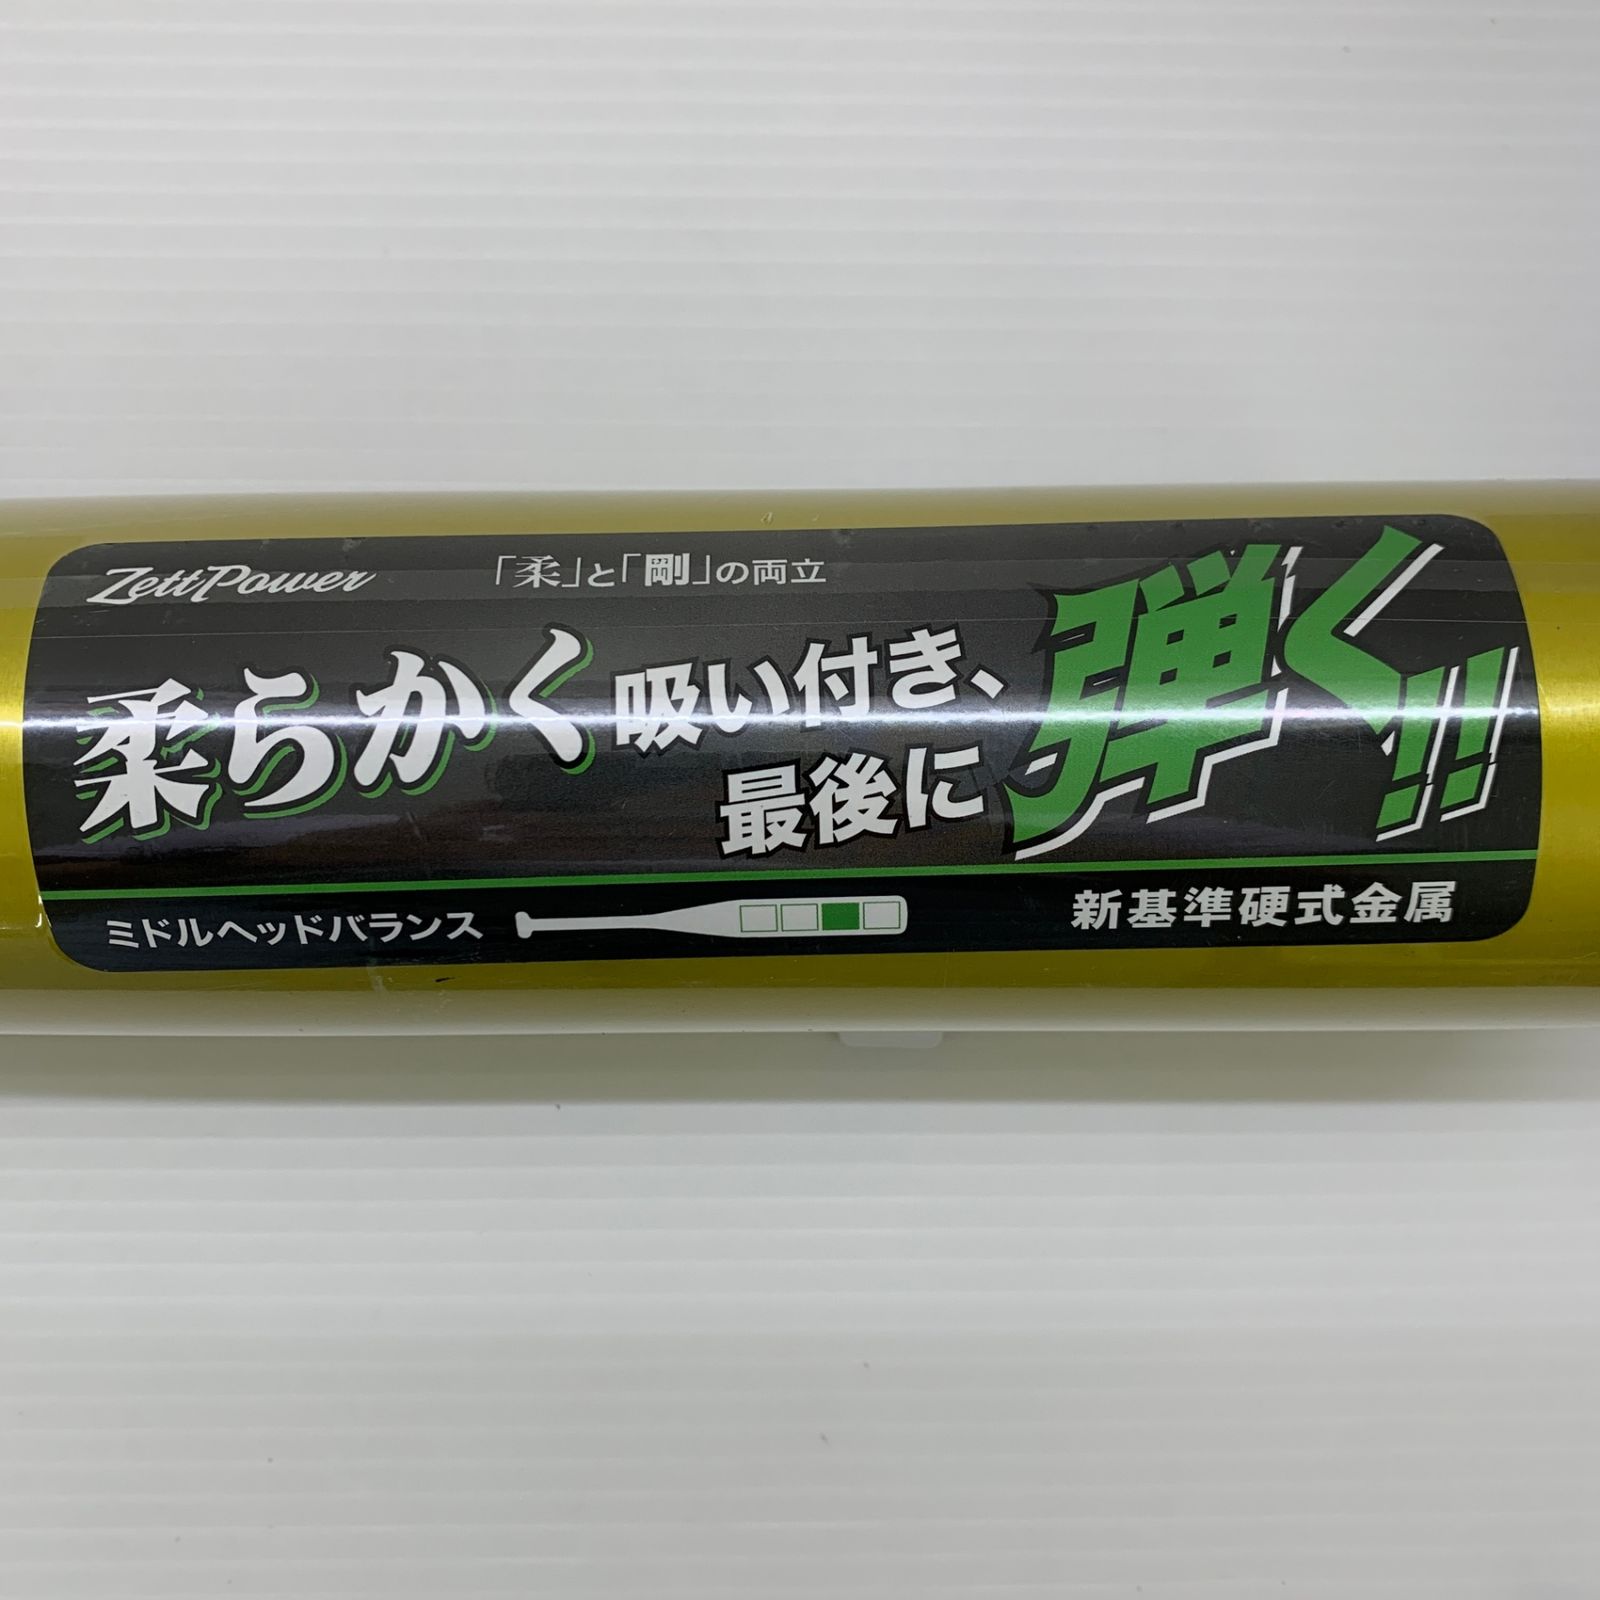 ZettPower
「柔」と「剛」の両立
柔らかく吸い付き、
最後に弾く!!
ミドルヘッドバランス
新基準硬式金属